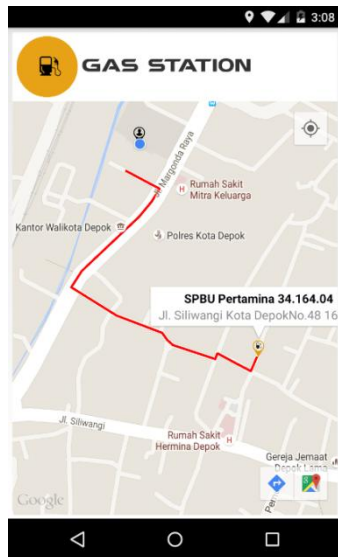 3:08
GAS STATION
Jl. Margonda Raya
H Rumah Sakit
Mitra Keluarga
Kantor Walikota Depok
Polres Kota Depok
SPBU Pertamina 34.164.04
Jl. Siliwangi Kota DepokNo.48 16
Jl. Siliwangi
Rumah Sakit H
Hermina Depok
Gereja Jemaat
Depok Lama
Google